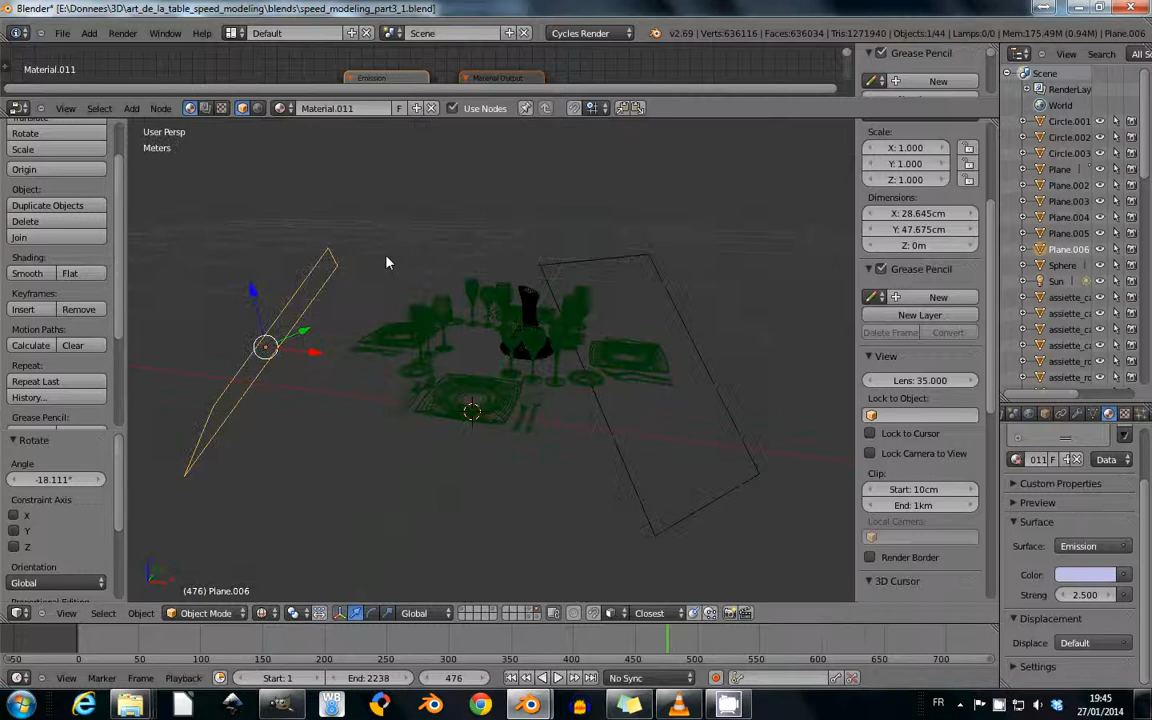 Blender* [E:\Donnees\3D\art_de_la_table_speed_modeling\blends\speed_modeling_part3_1.blend]
File Add Render Window Help Default Scene Cycles Render v2.69 | Verts:636116 | Faces:636034 | Tris:1271940 | Objects:1/44 | Lamps:0/0 | Mem:175.49M (0.94M) | Plane.006
View Search All S
Material.011
Emission Material Output
Grease Pencil
New
View Select Add Node Material.011 F Use Nodes
Translate
Rotate
Scale
Origin
Object:
Duplicate Objects
Delete
Join
Shading:
Smooth Flat
Keyframes:
Insert Remove
Motion Paths:
Calculate Clear
Repeat:
Repeat Last
History...
Grease Pencil:
Rotate
Angle
-18.111°
Constraint Axis
X
Y
Z
Orientation
Global
User Persp
Meters
(476) Plane.006
Scale:
X: 1.000
Y: 1.000
Z: 1.000
Dimensions:
X: 28.645cm
Y: 47.675cm
Z: 0m
Grease Pencil
New
New Layer
Delete Frame Convert
View
Lens: 35.000
Lock to Object:
Lock to Cursor
Lock Camera to View
Clip:
Start: 10cm
End: 1km
Local Camera:
Render Border
3D Cursor
Scene
RenderLay
World
Circle.001
Circle.002
Circle.003
Plane
Plane.002
Plane.003
Plane.004
Plane.005
Plane.006
Sphere
Sun
assiette_ca
assiette_ca
assiette_ca
assiette_ca
assiette_ro
assiette_ro
011 F Data
Custom Properties
Preview
Surface
Surface: Emission
Color:
Streng 2.500
Displacement
Displace Default
Settings
View Select Object Object Mode Global Closest
-50 0 50 100 150 200 250 300 350 400 450 500 550 600 650 700
View Marker Frame Playback Start: 1 End: 2238 476 No Sync
FR
19:45
27/01/2014